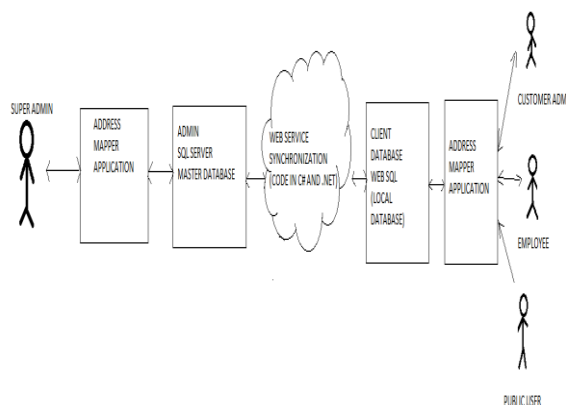 SUPER ADMIN
ADDRESS
MAPPER
APPLICATION
ADMIN
SQL SERVER
MASTER DATABASE
WEB SERVICE
SYNCHRONIZATION
(CODE IN C# AND .NET)
CLIENT
DATABASE
WEB SQL
(LOCAL
DATABASE)
ADDRESS
MAPPER
APPLICATION
CUSTOMER ADM
EMPLOYEE
PUBLIC USER